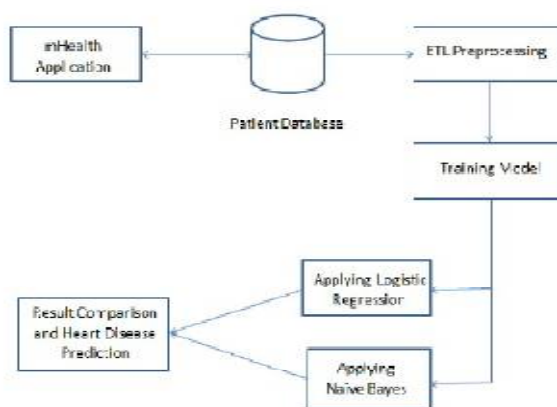 mHealth
Application
ETL Preprocessing
Patient Database
Training Model
Applying Logistic
Regression
Result Comparison
and Heart Disease
Prediction
Applying
Naive Bayes